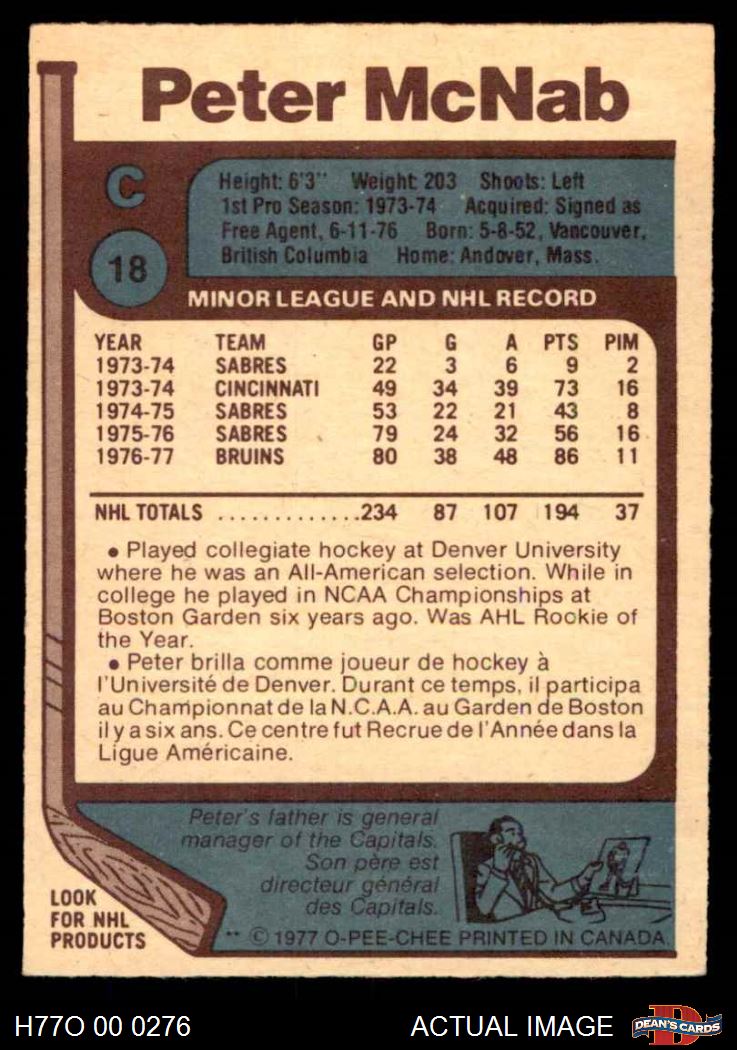 Peter McNab
C
18
Height: 6'3" Weight: 203 Shoots: Left
1st Pro Season: 1973-74 Acquired: Signed as
Free Agent, 6-11-76 Born: 5-8-52, Vancouver,
British Columbia Home: Andover, Mass.
MINOR LEAGUE AND NHL RECORD
YEAR TEAM GP G A PTS PIM
1973-74 SABRES 22 3 6 9 2
1973-74 CINCINNATI 49 34 39 73 16
1974-75 SABRES 53 22 21 43 8
1975-76 SABRES 79 24 32 56 16
1976-77 BRUINS 80 38 48 86 11
NHL TOTALS ..............234 87 107 194 37
• Played collegiate hockey at Denver University
where he was an All-American selection. While in
college he played in NCAA Championships at
Boston Garden six years ago. Was AHL Rookie of
the Year.
• Peter brilla comme joueur de hockey à
l'Université de Denver. Durant ce temps, il participa
au Championnat de la N.C.A.A. au Garden de Boston
il y a six ans. Ce centre fut Recrue de l'Année dans la
Ligue Américaine.
Peter's father is general
manager of the Capitals.
Son père est
directeur général
des Capitals.
LOOK
FOR NHL
PRODUCTS
** © 1977 O-PEE-CHEE PRINTED IN CANADA.
H77O 00 0276 ACTUAL IMAGE DEAN'S CARDS